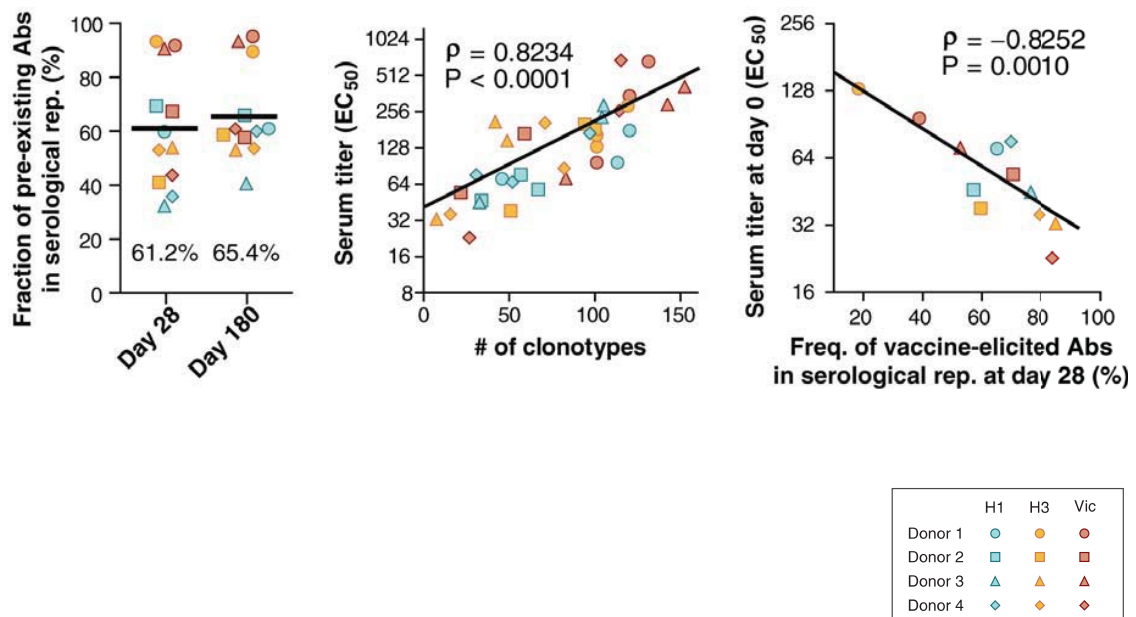 Fraction of pre-existing Abs
in serological rep. (%)
100
80
60
40
20
0
61.2%
65.4%
Day 28
Day 180
Serum titer (EC50)
1024
512
256
128
64
32
16
8
ρ = 0.8234
P < 0.0001
0
50
100
150
# of clonotypes
Serum titer at day 0 (EC 50)
256
128
64
32
16
ρ = −0.8252
P = 0.0010
20
40
60
80
100
Freq. of vaccine-elicited Abs
in serological rep. at day 28 (%)
H1 H3 Vic
Donor 1
Donor 2
Donor 3
Donor 4